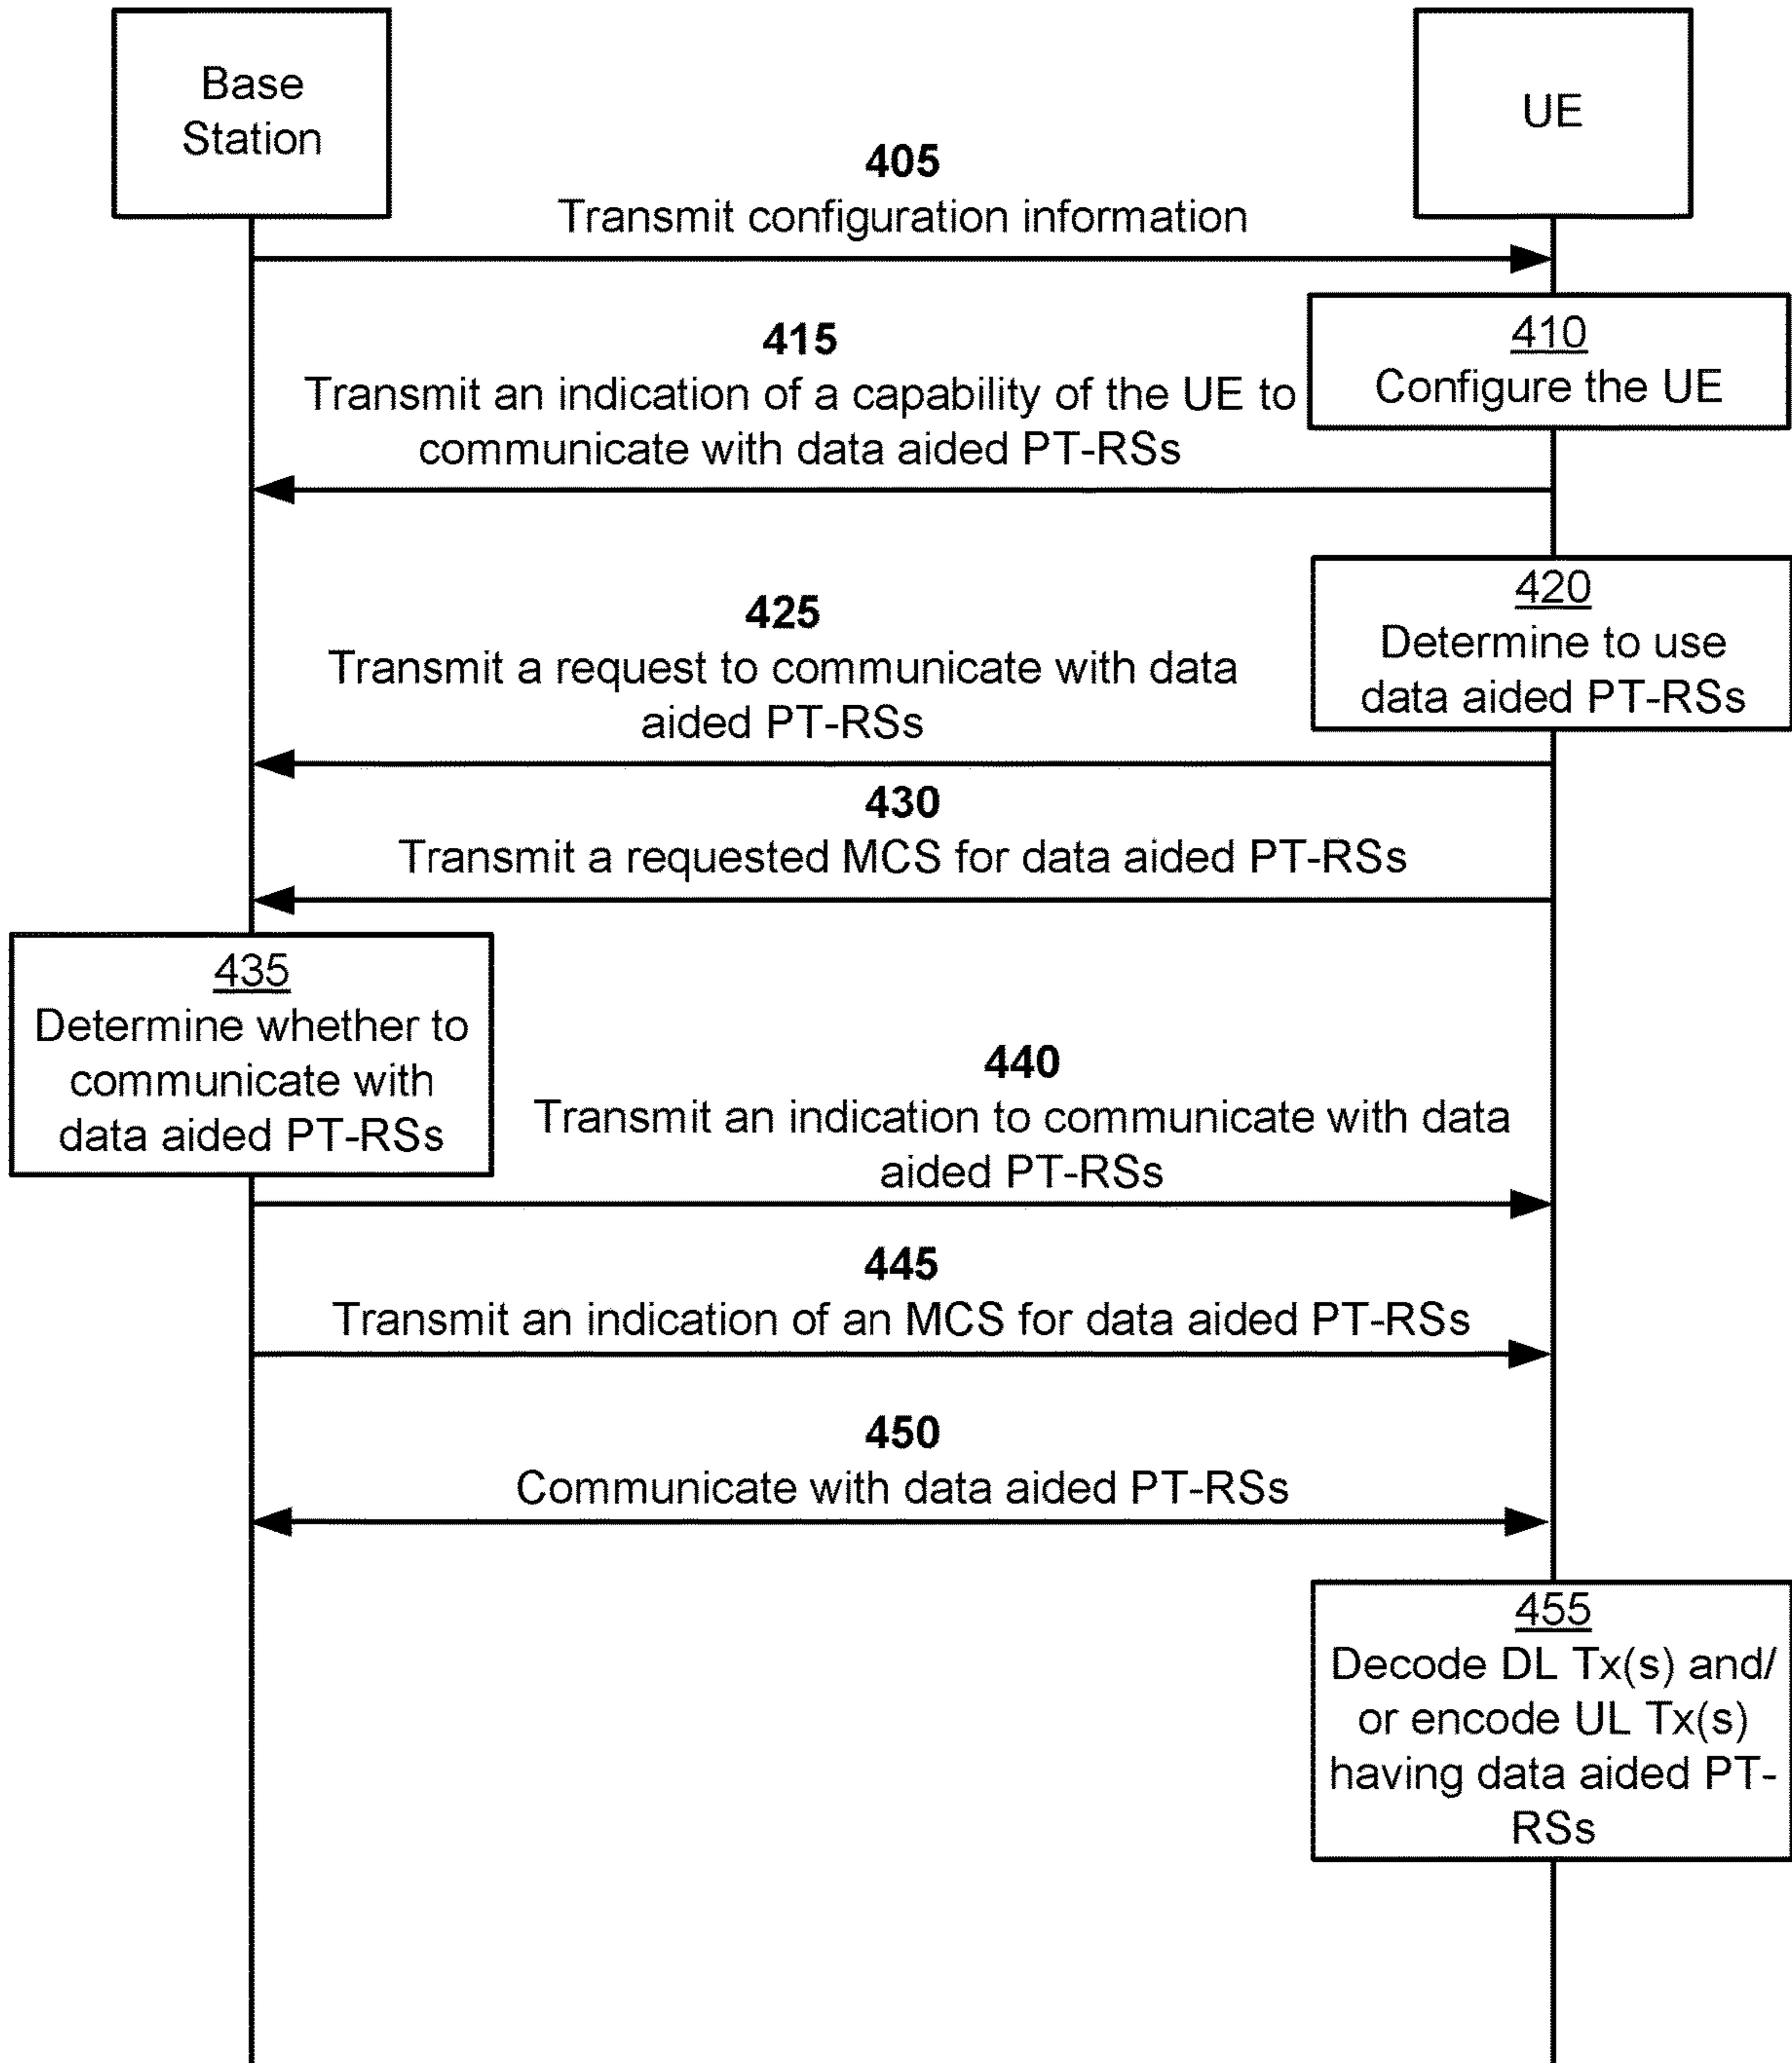 Base
Station
UE
405
Transmit configuration information
410
Configure the UE
415
Transmit an indication of a capability of the UE to
communicate with data aided PT-RSs
420
Determine to use
data aided PT-RSs
425
Transmit a request to communicate with data
aided PT-RSs
430
Transmit a requested MCS for data aided PT-RSs
435
Determine whether to
communicate with
data aided PT-RSs
440
Transmit an indication to communicate with data
aided PT-RSs
445
Transmit an indication of an MCS for data aided PT-RSs
450
Communicate with data aided PT-RSs
455
Decode DL Tx(s) and/
or encode UL Tx(s)
having data aided PT-
RSs